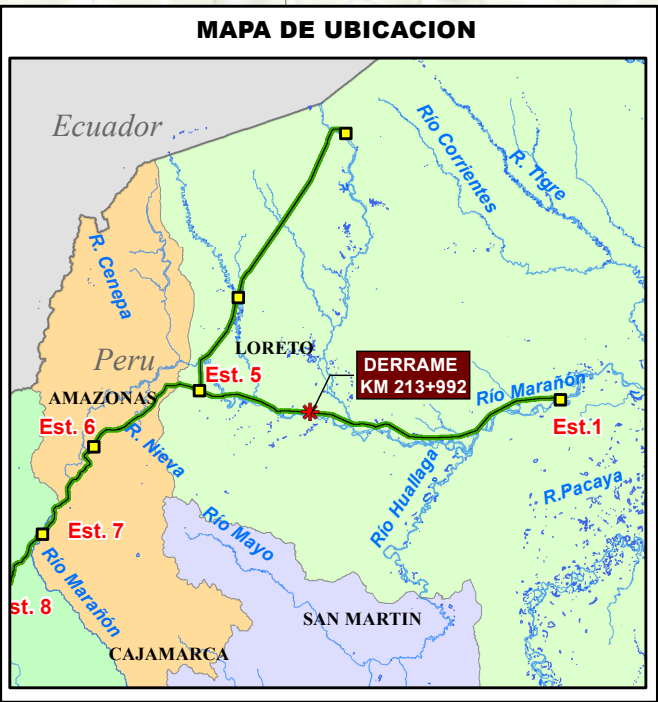 MAPA DE UBICACION
Ecuador
Río Corrientes
R. Tigre
R. Cenepa
Peru
LORETO
DERRAME
KM 213+992
Est. 5
AMAZONAS
Río Marañón
Est. 6
Est.1
R. Nieva
Río Huallaga
R.Pacaya
Río Mayo
Est. 7
Río Marañón
st. 8
SAN MARTIN
CAJAMARCA